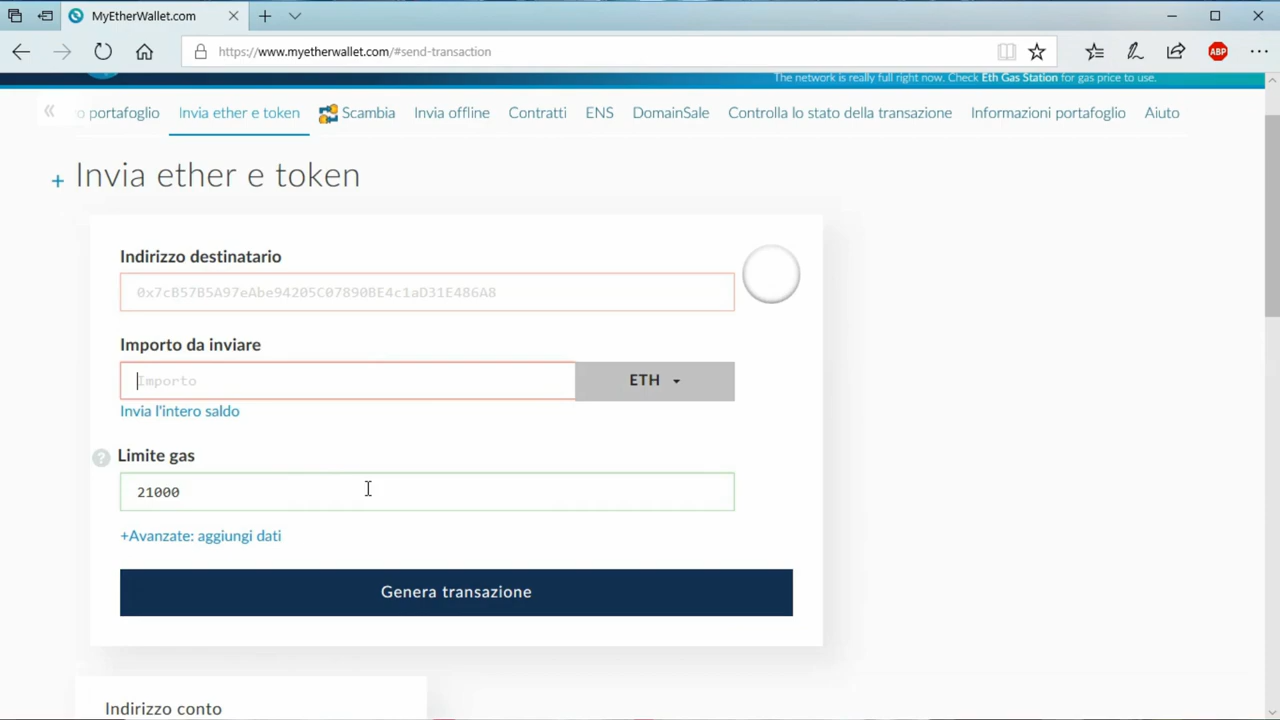 MyEtherWallet.com
https://www.myetherwallet.com/#send-transaction
ABP
The network is really full right now. Check Eth Gas Station for gas price to use.
o portafoglio Invia ether e token Scambia Invia offline Contratti ENS DomainSale Controlla lo stato della transazione Informazioni portafoglio Aiuto
+ Invia ether e token
Indirizzo destinatario
0x7cB57B5A97eAbe94205C07890BE4c1aD31E486A8
Importo da inviare
Importo
ETH
Invia l'intero saldo
? Limite gas
21000
+Avanzate: aggiungi dati
Genera transazione
Indirizzo conto